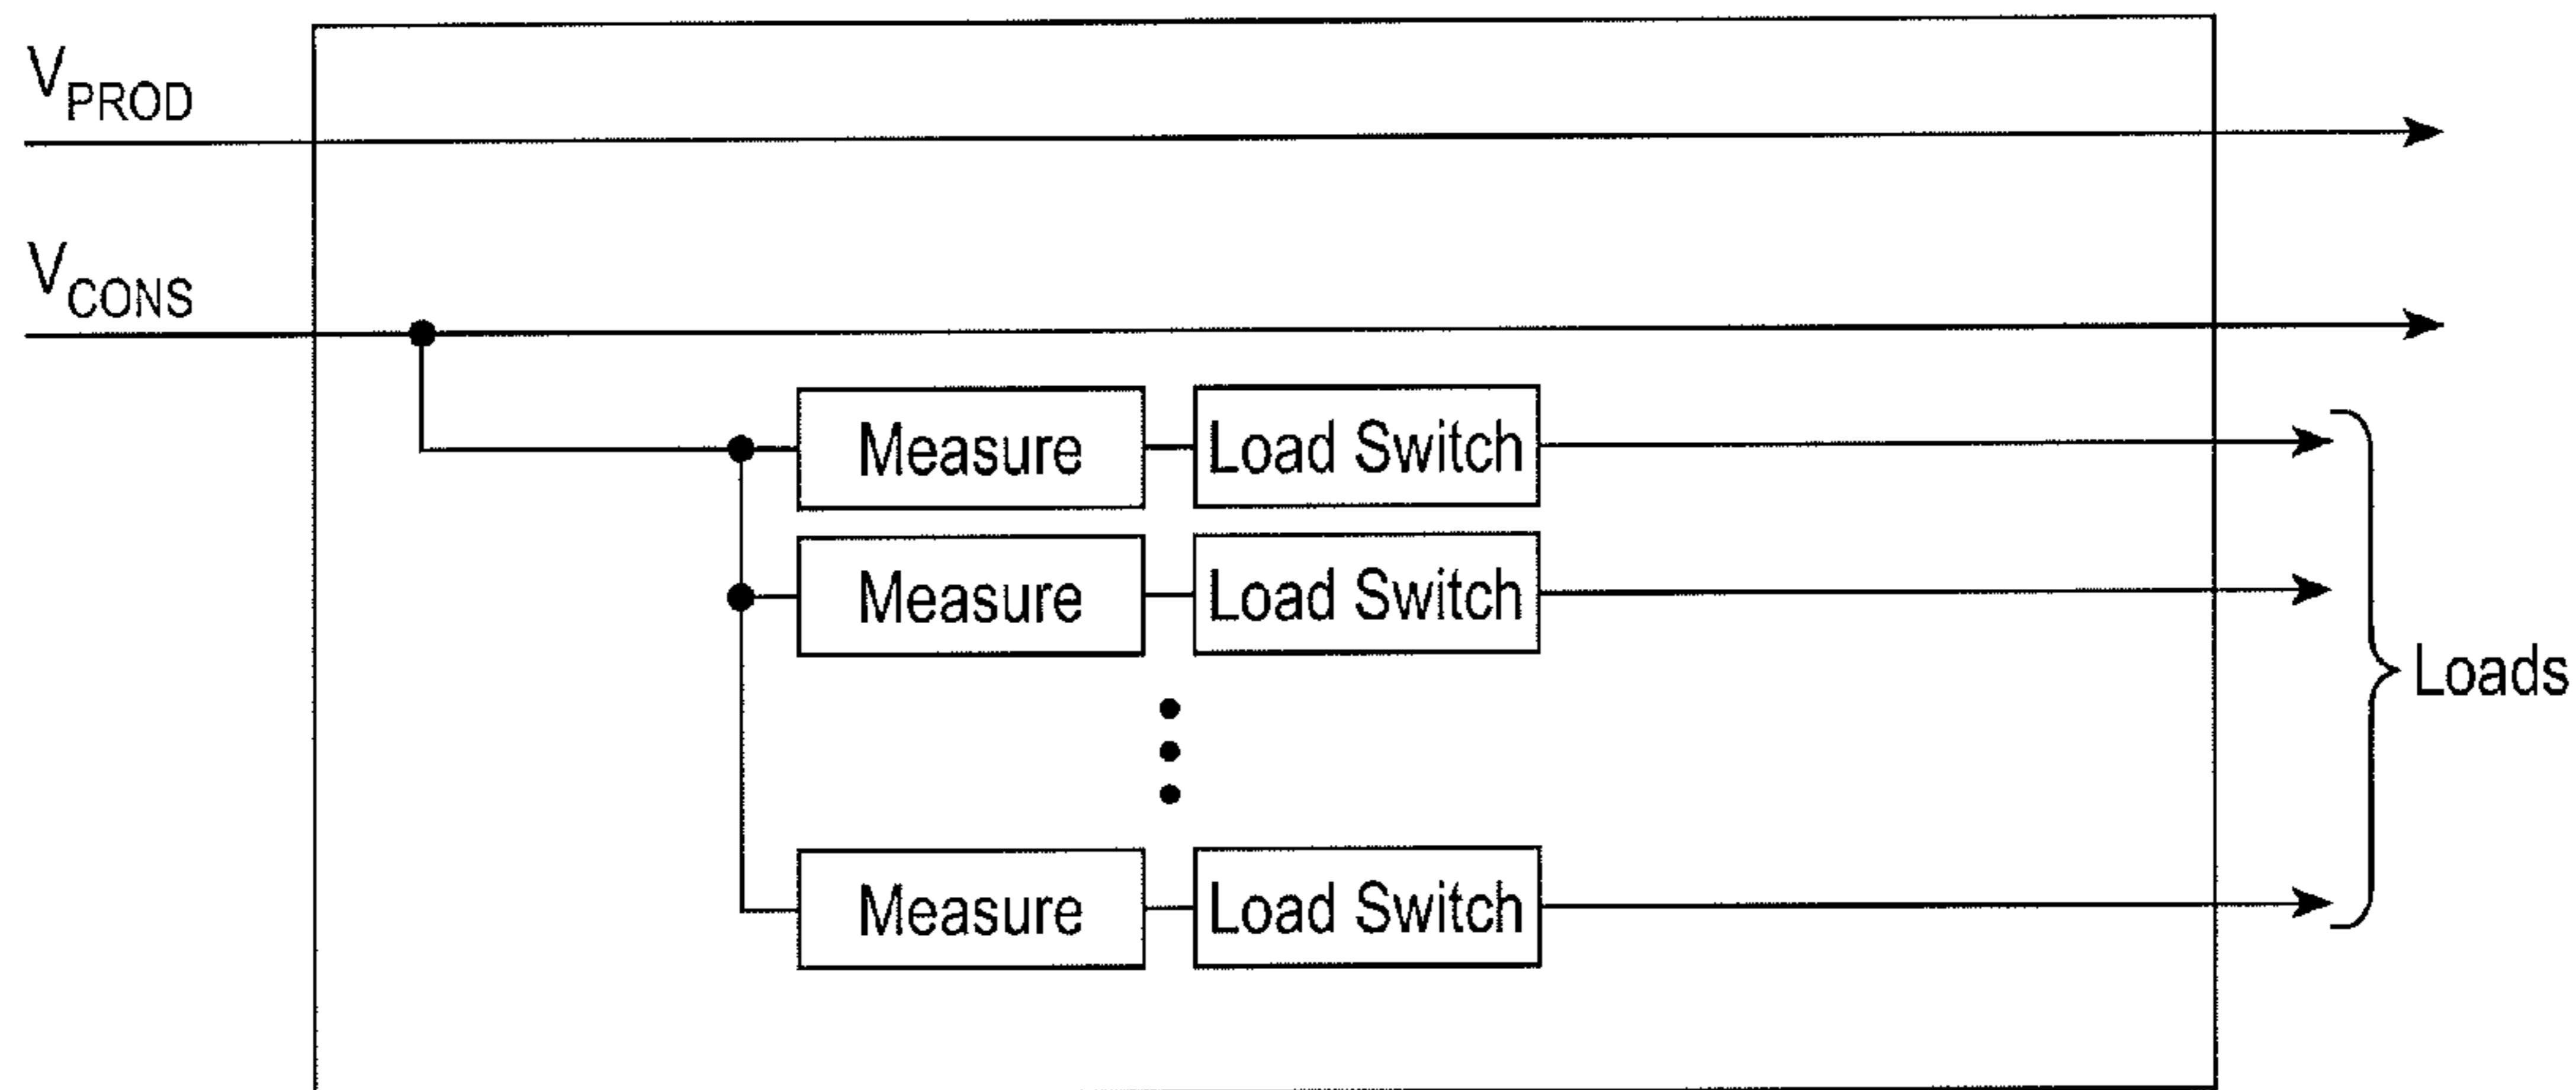 VPROD
VCONS
Measure Load Switch
Measure Load Switch
Loads
Measure Load Switch